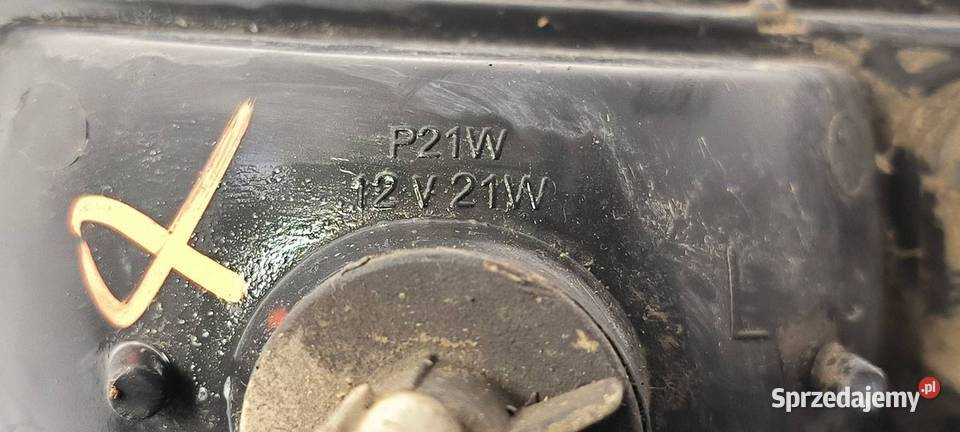 P21W
12 V 21W
L
Sprzedajemy.pl